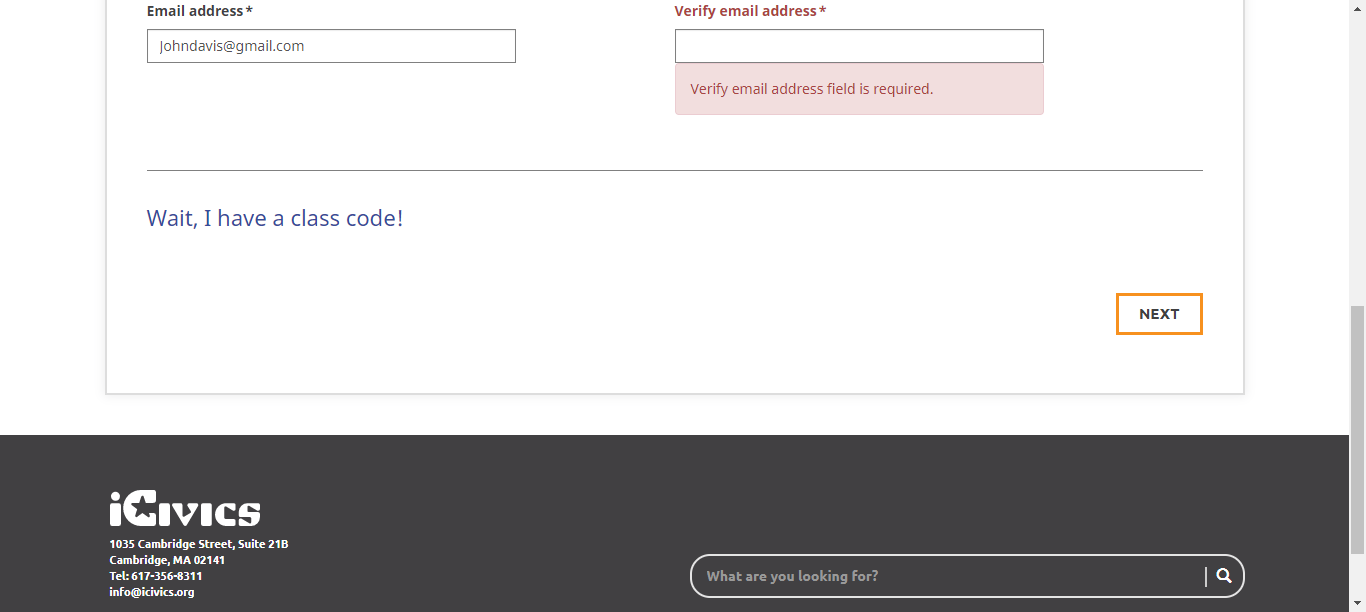 Email address*
Verify email address*
Johndavis@gmail.com
Verify email address field is required.
Wait, I have a class code!
NEXT
iCivics
1035 Cambridge Street, Suite 21B
Cambridge, MA 02141
Tel: 617-356-8311
info@icivics.org
What are you looking for?